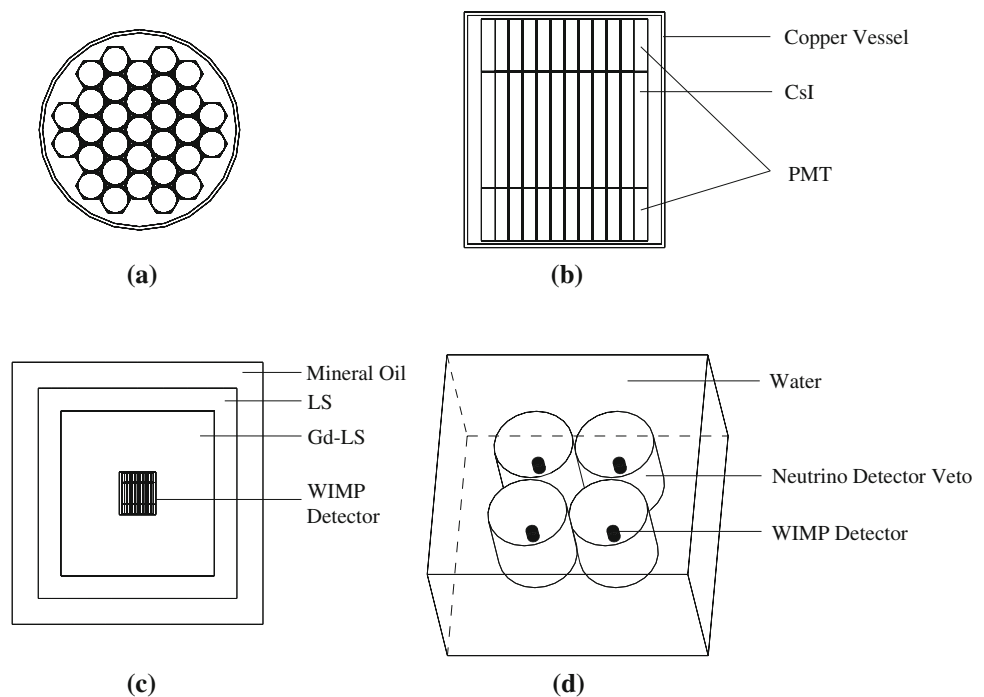 Copper Vessel
CsI
PMT
(a)
(b)
Mineral Oil
LS
Gd-LS
WIMP
Detector
Water
Neutrino Detector Veto
WIMP Detector
(c)
(d)